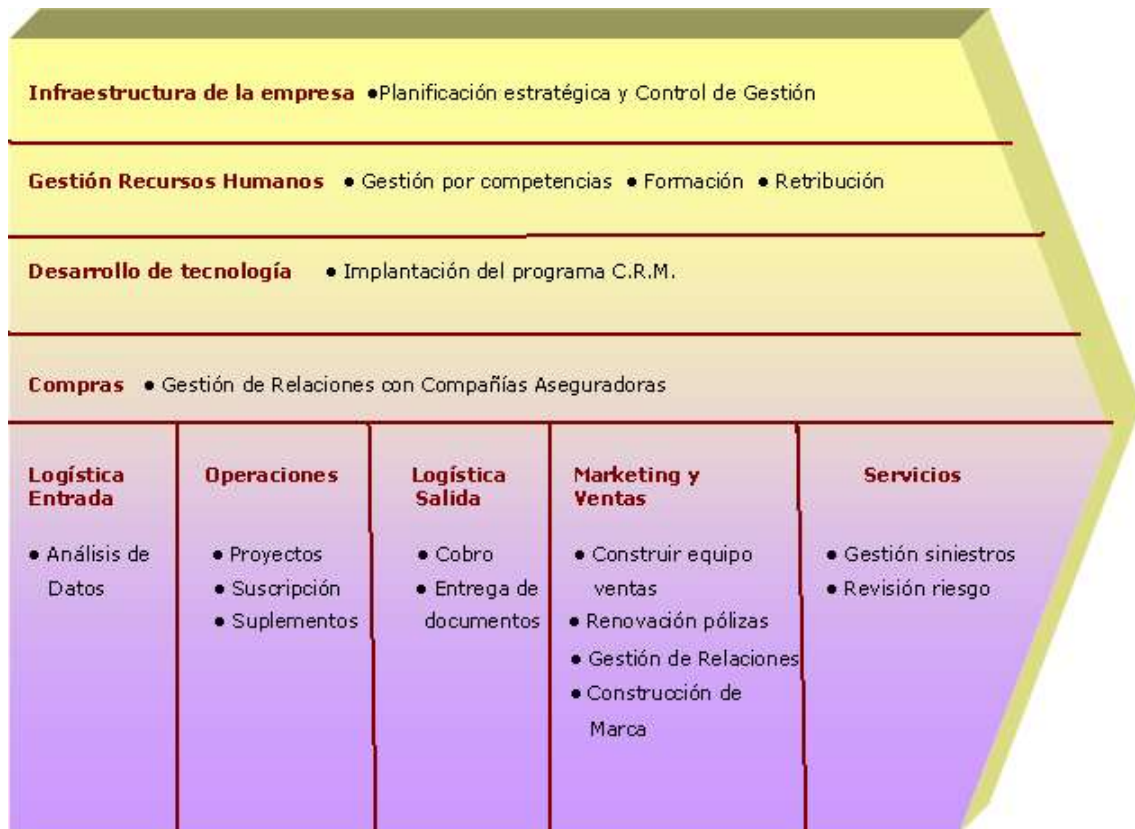 Infraestructura de la empresa ●Planificación estratégica y Control de Gestión
Gestión Recursos Humanos ● Gestión por competencias ● Formación ● Retribución
Desarrollo de tecnología ● Implantación del programa C.R.M.
Compras ● Gestión de Relaciones con Compañías Aseguradoras
Logística
Entrada
● Análisis de
Datos
Operaciones
● Proyectos
● Suscripción
● Suplementos
Logística
Salida
● Cobro
● Entrega de
documentos
Marketing y
Ventas
● Construir equipo
ventas
● Renovación pólizas
● Gestión de Relaciones
● Construcción de
Marca
Servicios
● Gestión siniestros
● Revisión riesgo